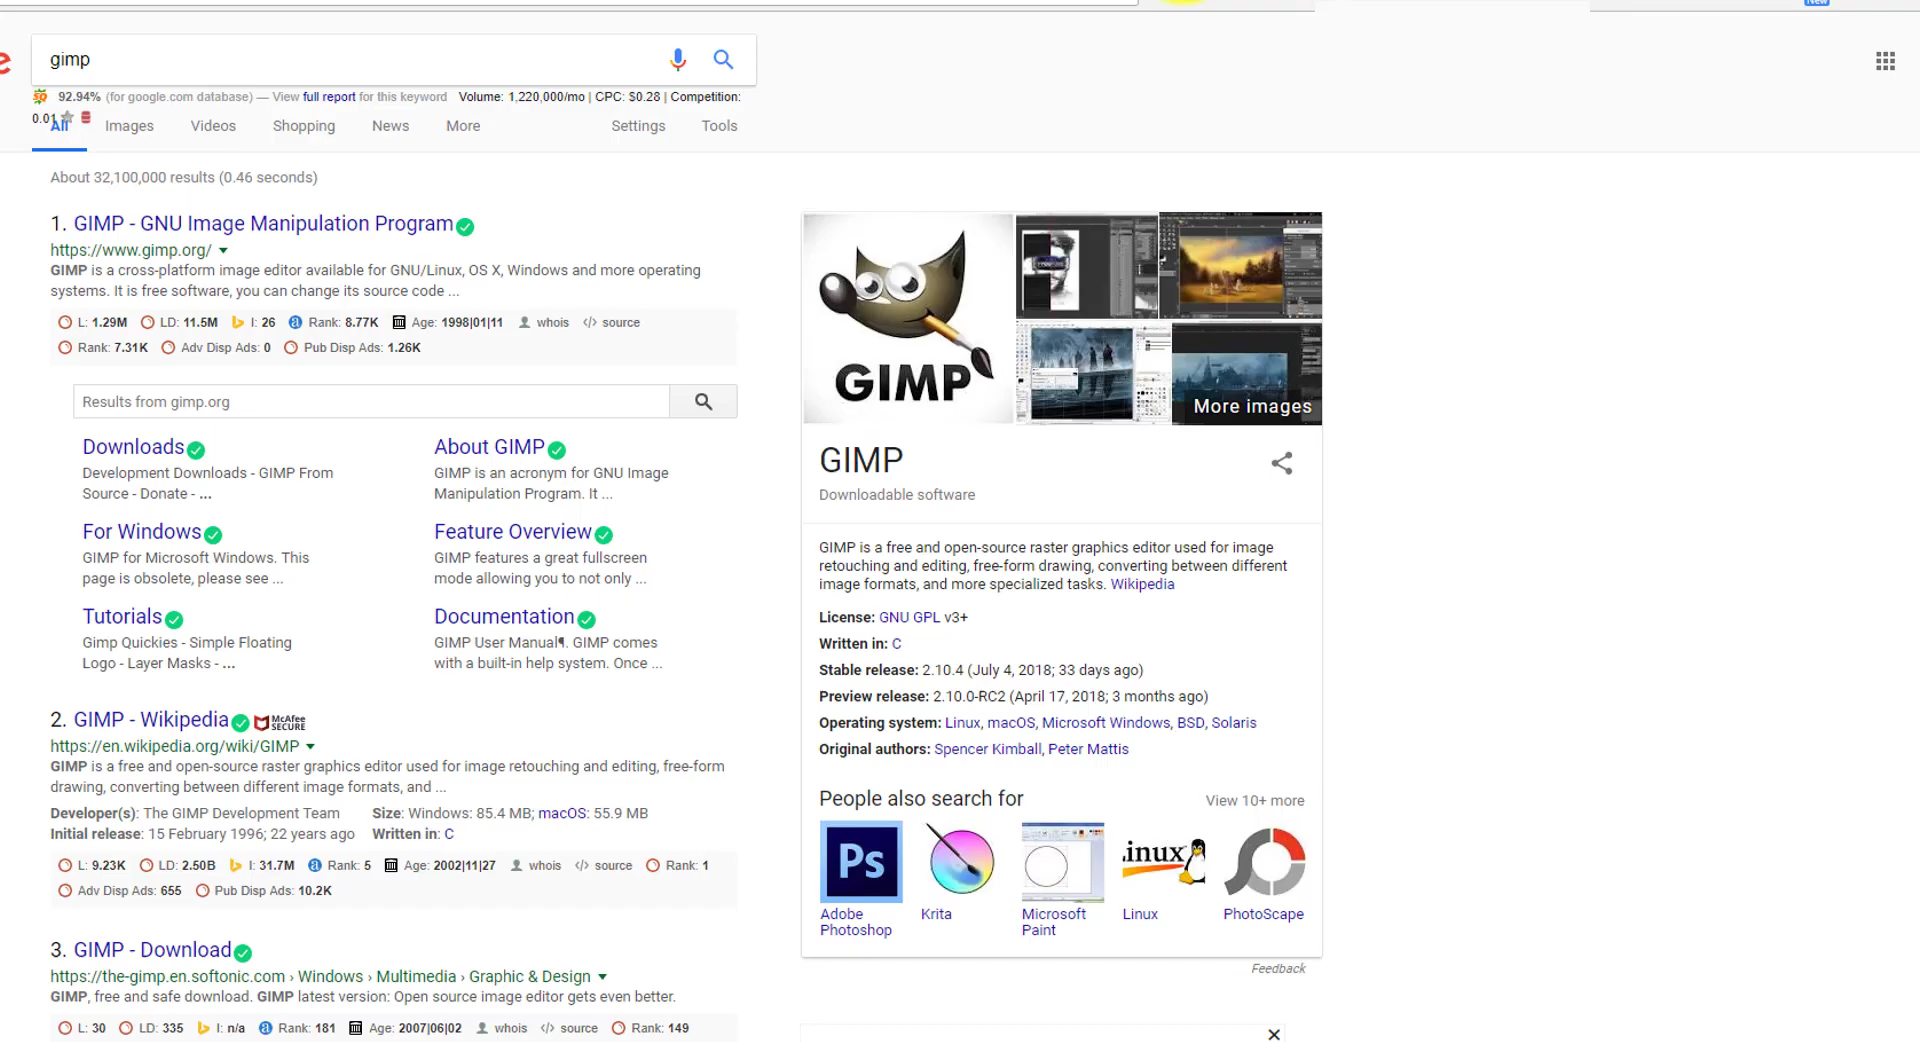 New
gimp
92.94% (for google.com database) — View full report for this keyword Volume: 1,220,000/mo | CPC: $0.28 | Competition:
0.01
All Images Videos Shopping News More Settings Tools
About 32,100,000 results (0.46 seconds)
1. GIMP - GNU Image Manipulation Program
https://www.gimp.org/
GIMP is a cross-platform image editor available for GNU/Linux, OS X, Windows and more operating
systems. It is free software, you can change its source code ...
L: 1.29M LD: 11.5M I: 26 Rank: 8.77K Age: 1998|01|11 whois </> source
Rank: 7.31K Adv Disp Ads: 0 Pub Disp Ads: 1.26K
Results from gimp.org
Downloads
Development Downloads - GIMP From
Source - Donate - ...
About GIMP
GIMP is an acronym for GNU Image
Manipulation Program. It ...
For Windows
GIMP for Microsoft Windows. This
page is obsolete, please see ...
Feature Overview
GIMP features a great fullscreen
mode allowing you to not only ...
Tutorials
Gimp Quickies - Simple Floating
Logo - Layer Masks - ...
Documentation
GIMP User Manual¶. GIMP comes
with a built-in help system. Once ...
2. GIMP - Wikipedia McAfee
SECURE
https://en.wikipedia.org/wiki/GIMP
GIMP is a free and open-source raster graphics editor used for image retouching and editing, free-form
drawing, converting between different image formats, and ...
Developer(s): The GIMP Development Team Size: Windows: 85.4 MB; macOS: 55.9 MB
Initial release: 15 February 1996; 22 years ago Written in: C
L: 9.23K LD: 2.50B I: 31.7M Rank: 5 Age: 2002|11|27 whois </> source Rank: 1
Adv Disp Ads: 655 Pub Disp Ads: 10.2K
3. GIMP - Download
https://the-gimp.en.softonic.com › Windows › Multimedia › Graphic & Design
GIMP, free and safe download. GIMP latest version: Open source image editor gets even better.
L: 30 LD: 335 I: n/a Rank: 181 Age: 2007|06|02 whois </> source Rank: 149
GIMP
More images
GIMP
Downloadable software
GIMP is a free and open-source raster graphics editor used for image
retouching and editing, free-form drawing, converting between different
image formats, and more specialized tasks. Wikipedia
License: GNU GPL v3+
Written in: C
Stable release: 2.10.4 (July 4, 2018; 33 days ago)
Preview release: 2.10.0-RC2 (April 17, 2018; 3 months ago)
Operating system: Linux, macOS, Microsoft Windows, BSD, Solaris
Original authors: Spencer Kimball, Peter Mattis
People also search for View 10+ more
Ps
Linux
Adobe
Photoshop
Krita
Microsoft
Paint
Linux
PhotoScape
Feedback